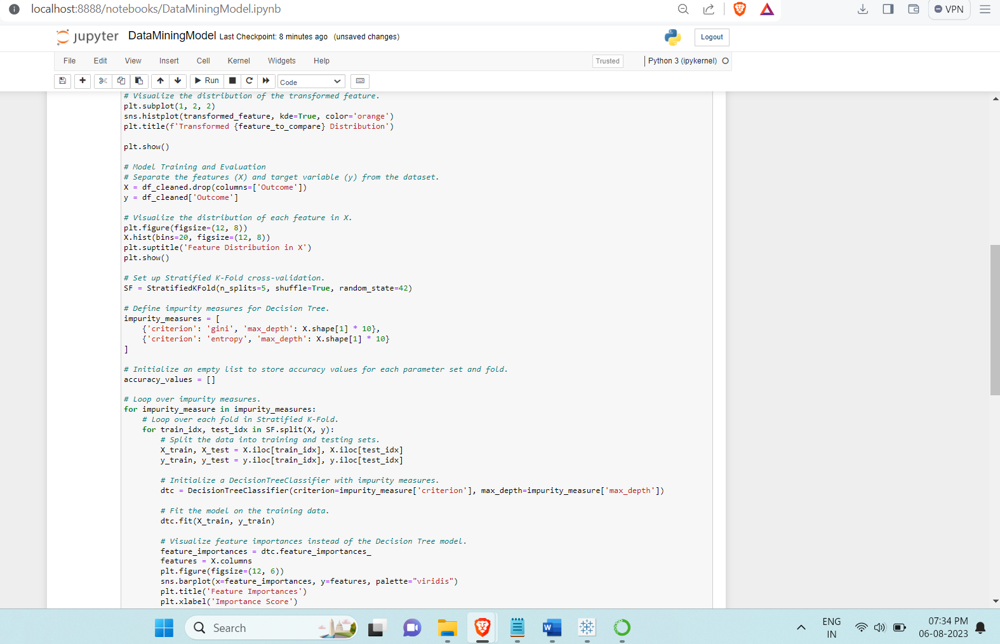 localhost:8888/notebooks/DataMiningModel.ipynb
VPN
jupyter DataMiningModel Last Checkpoint: 8 minutes ago (unsaved changes)
Logout
File Edit View Insert Cell Kernel Widgets Help
Trusted
Python 3 (ipykernel)
Run
Code
# Visualize the distribution of the transformed feature.
plt.subplot(1, 2, 2)
sns.histplot(transformed_feature, kde=True, color='orange')
plt.title(f'Transformed {feature_to_compare} Distribution')
plt.show()
# Model Training and Evaluation
# Separate the features (X) and target variable (y) from the dataset.
X = df_cleaned.drop(columns=['Outcome'])
y = df_cleaned['Outcome']
# Visualize the distribution of each feature in X.
plt.figure(figsize=(12, 8))
X.hist(bins=20, figsize=(12, 8))
plt.suptitle('Feature Distribution in X')
plt.show()
# Set up Stratified K-Fold cross-validation.
SF = StratifiedKFold(n_splits=5, shuffle=True, random_state=42)
# Define impurity measures for Decision Tree.
impurity_measures = [
    {'criterion': 'gini', 'max_depth': X.shape[1] * 10},
    {'criterion': 'entropy', 'max_depth': X.shape[1] * 10}
]
# Initialize an empty list to store accuracy values for each parameter set and fold.
accuracy_values = []
# Loop over impurity measures.
for impurity_measure in impurity_measures:
    # Loop over each fold in Stratified K-Fold.
    for train_idx, test_idx in SF.split(X, y):
        # Split the data into training and testing sets.
        X_train, X_test = X.iloc[train_idx], X.iloc[test_idx]
        y_train, y_test = y.iloc[train_idx], y.iloc[test_idx]
        # Initialize a DecisionTreeClassifier with impurity measures.
        dtc = DecisionTreeClassifier(criterion=impurity_measure['criterion'], max_depth=impurity_measure['max_depth'])
        # Fit the model on the training data.
        dtc.fit(X_train, y_train)
        # Visualize feature importances instead of the Decision Tree model.
        feature_importances = dtc.feature_importances_
        features = X.columns
        plt.figure(figsize=(12, 6))
        sns.barplot(x=feature_importances, y=features, palette="viridis")
        plt.title('Feature Importances')
        plt.xlabel('Importance Score')
Search
ENG
IN
07:34 PM
06-08-2023